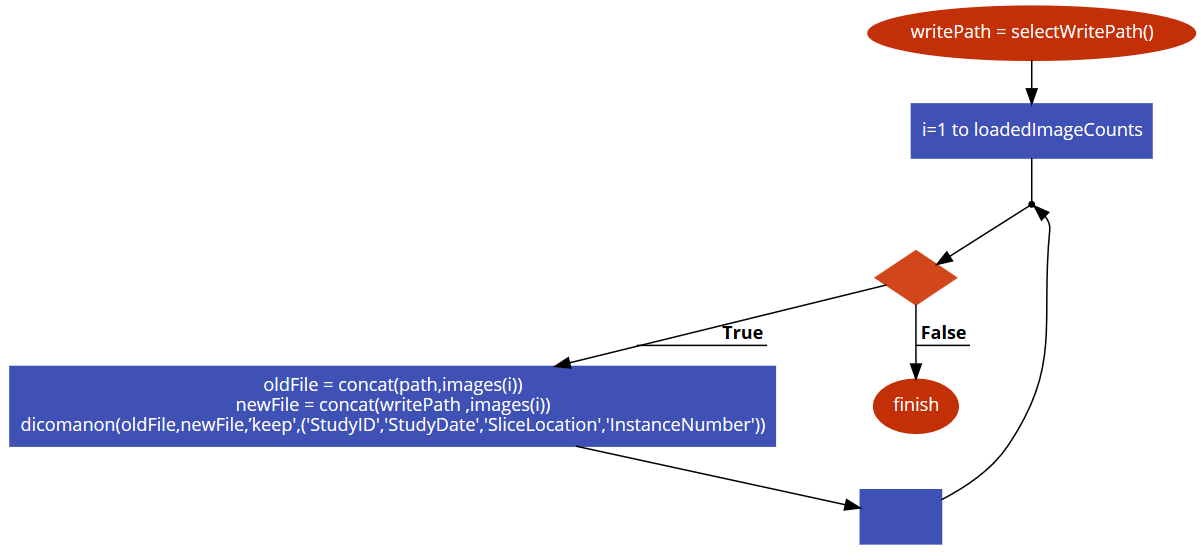 writePath = selectWritePath()
i=1 to loadedImageCounts
True
False
oldFile = concat(path,images(i))
newFile = concat(writePath ,images(i))
dicomanon(oldFile,newFile,'keep',('StudyID','StudyDate','SliceLocation','InstanceNumber'))
finish